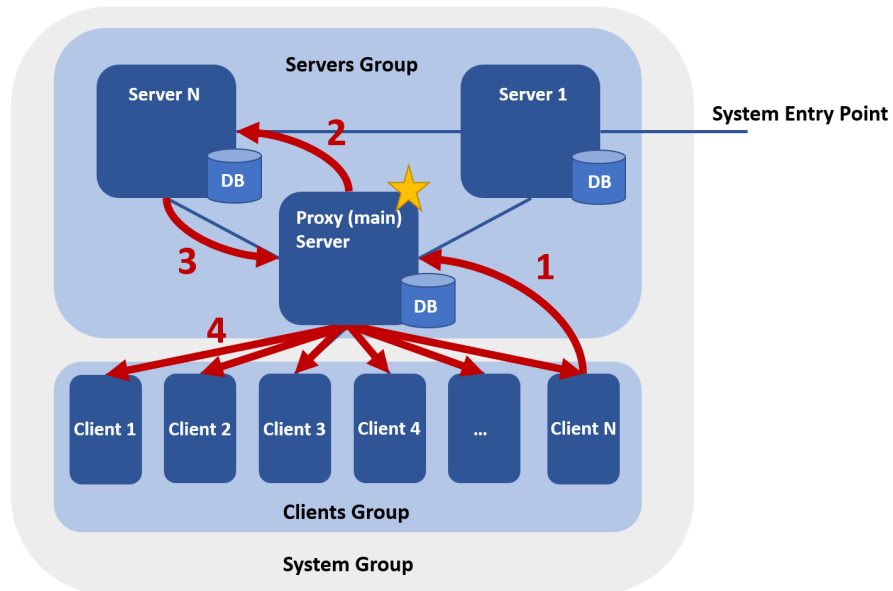 Servers Group
Server N
Server 1
System Entry Point
2
DB
DB
Proxy (main)
Server
3
1
DB
4
Client 1
Client 2
Client 3
Client 4
...
Client N
Clients Group
System Group